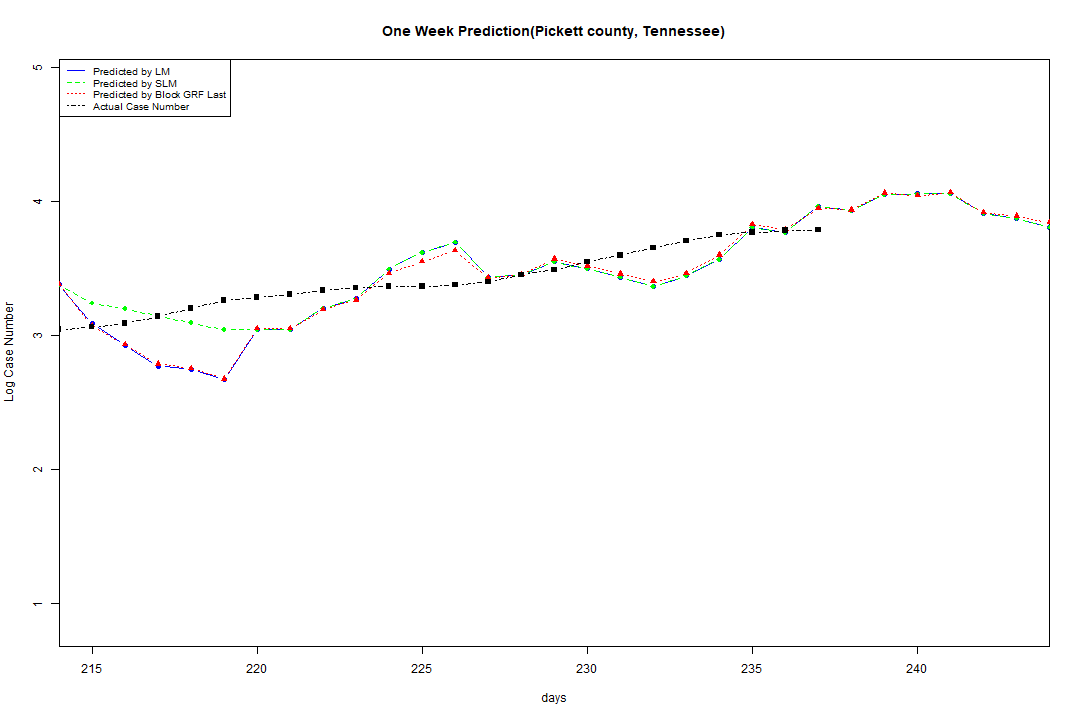 One Week Prediction(Pickett county, Tennessee)
Predicted by LM
Predicted by SLM
Predicted by Block GRF Last
Actual Case Number
5
4
3
2
1
Log Case Number
215 220 225 230 235 240
days